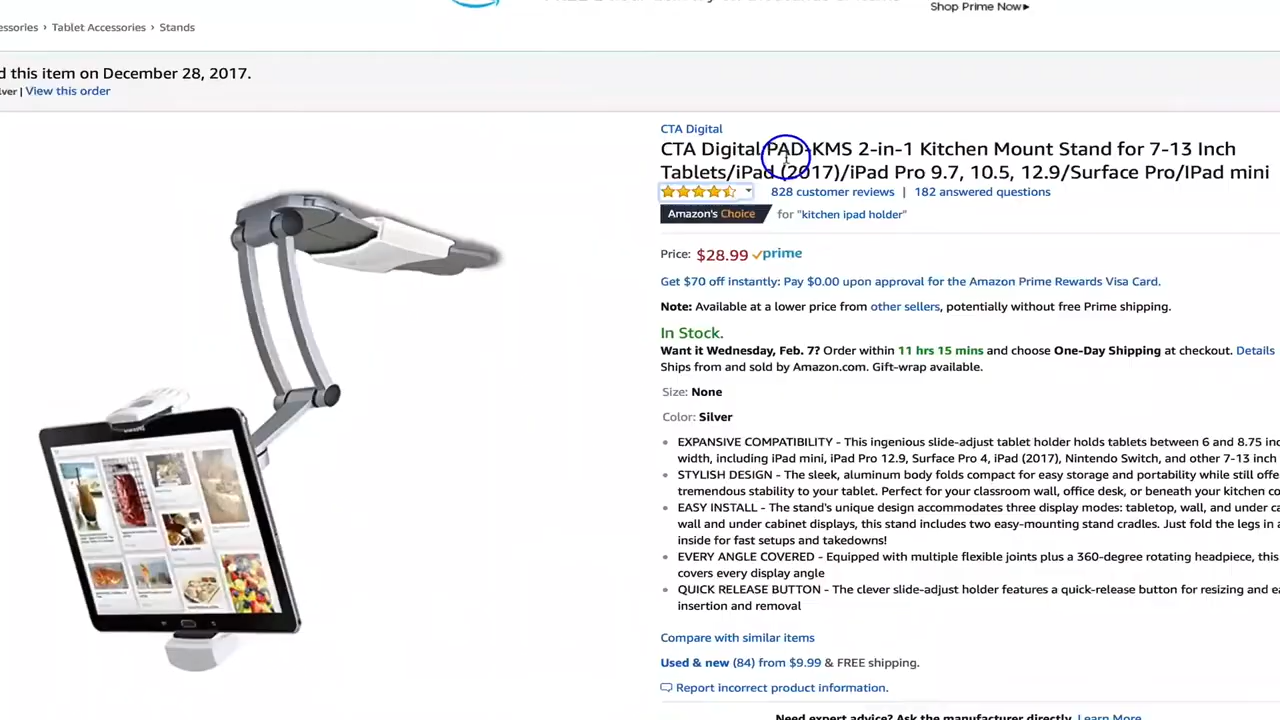 Shop Prime Now
essories › Tablet Accessories › Stands
d this item on December 28, 2017.
lver | View this order
CTA Digital
CTA Digital PAD-KMS 2-in-1 Kitchen Mount Stand for 7-13 Inch
Tablets/iPad (2017)/iPad Pro 9.7, 10.5, 12.9/Surface Pro/IPad mini
828 customer reviews | 182 answered questions
Amazon's Choice for "kitchen ipad holder"
Price: $28.99 prime
Get $70 off instantly: Pay $0.00 upon approval for the Amazon Prime Rewards Visa Card.
Note: Available at a lower price from other sellers, potentially without free Prime shipping.
In Stock.
Want it Wednesday, Feb. 7? Order within 11 hrs 15 mins and choose One-Day Shipping at checkout. Details
Ships from and sold by Amazon.com. Gift-wrap available.
Size: None
Color: Silver
• EXPANSIVE COMPATIBILITY - This ingenious slide-adjust tablet holder holds tablets between 6 and 8.75 inc
width, including iPad mini, iPad Pro 12.9, Surface Pro 4, iPad (2017), Nintendo Switch, and other 7-13 inch
• STYLISH DESIGN - The sleek, aluminum body folds compact for easy storage and portability while still offe
tremendous stability to your tablet. Perfect for your classroom wall, office desk, or beneath your kitchen co
• EASY INSTALL - The stand's unique design accommodates three display modes: tabletop, wall, and under ca
wall and under cabinet displays, this stand includes two easy-mounting stand cradles. Just fold the legs in a
inside for fast setups and takedowns!
• EVERY ANGLE COVERED - Equipped with multiple flexible joints plus a 360-degree rotating headpiece, this
covers every display angle
• QUICK RELEASE BUTTON - The clever slide-adjust holder features a quick-release button for resizing and ea
insertion and removal
Compare with similar items
Used & new (84) from $9.99 & FREE shipping.
Report incorrect product information.
Need expert advice? Ask the manufacturer directly. Learn More